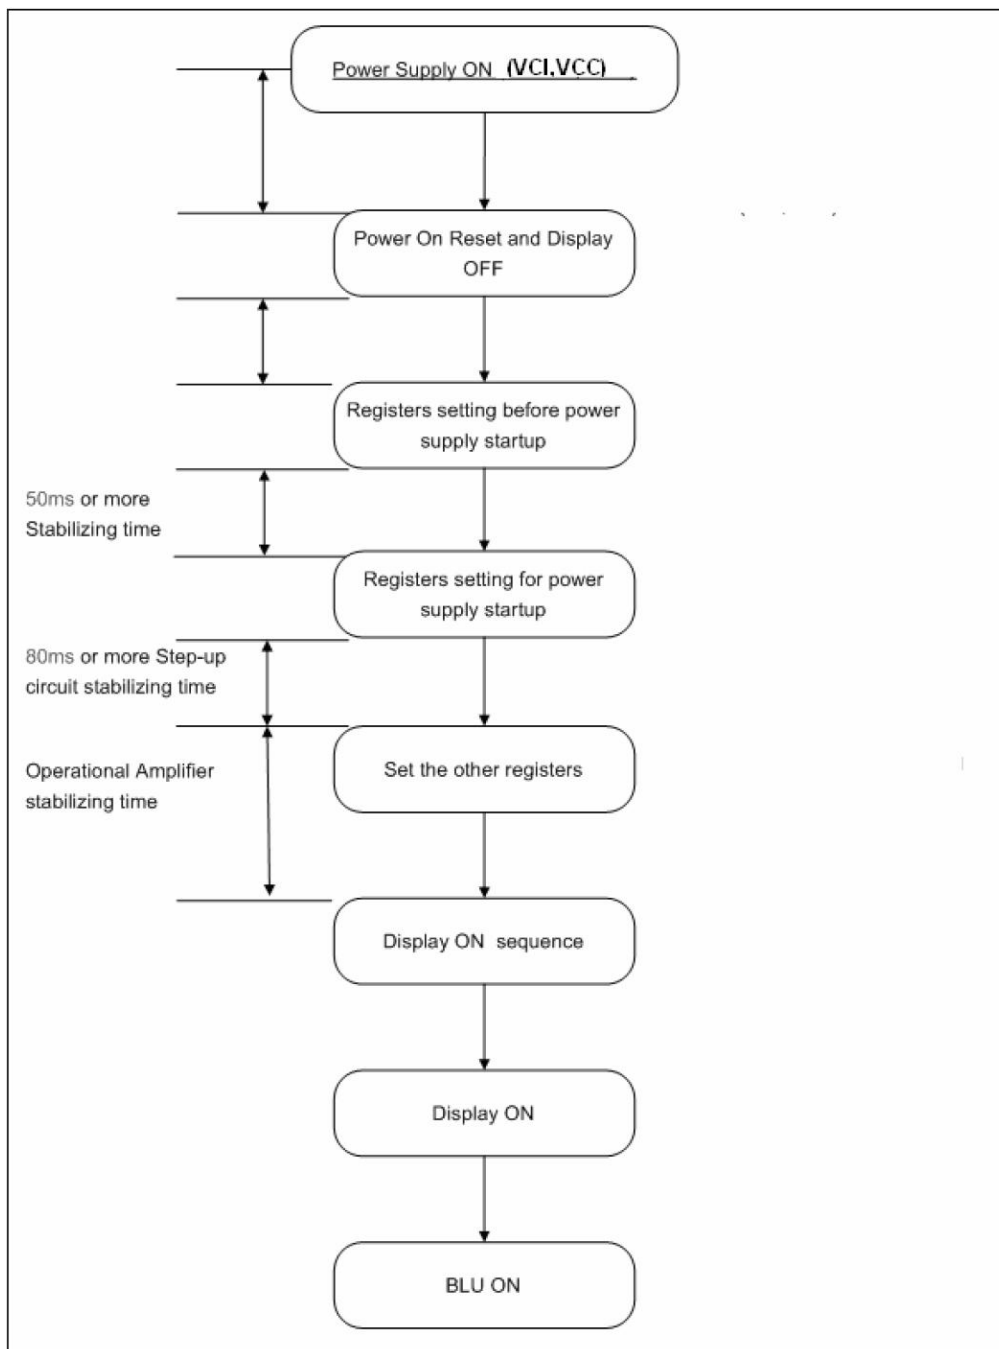 Power Supply ON (VCI,VCC)
Power On Reset and Display
OFF
Registers setting before power
supply startup
50ms or more
Stabilizing time
Registers setting for power
supply startup
80ms or more Step-up
circuit stabilizing time
Set the other registers
Operational Amplifier
stabilizing time
Display ON sequence
Display ON
BLU ON